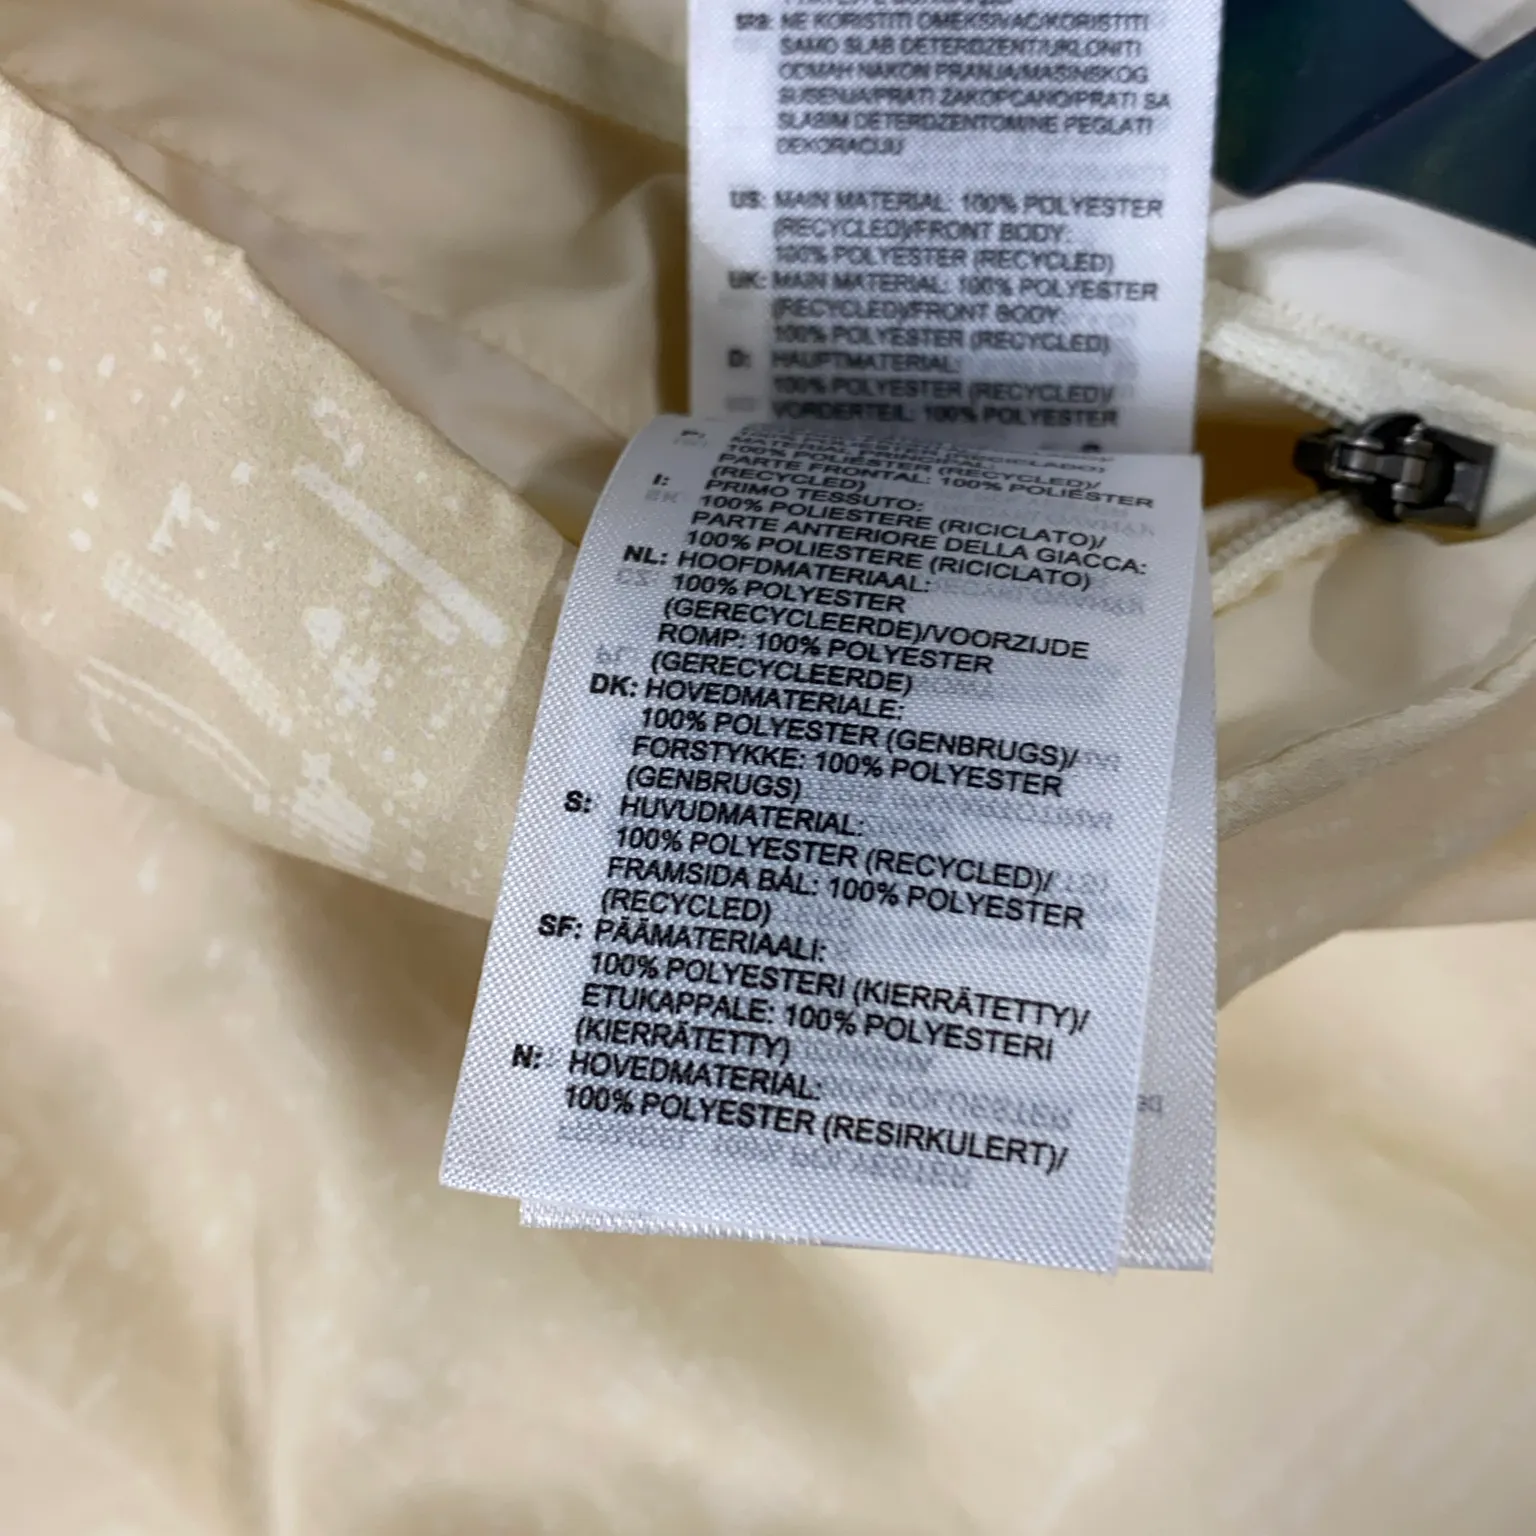 SRB: NE KORISTITI OMEKSIVAC/KORISTITI
SAMO SLAB DETERDZENT/UKLONITI
ODMAH NAKON PRANJA/MASINSKOG
SUSENJA/PRATI ZAKOPCANO/PRATI SA
SLABIM DETERDZENTOM/NE PEGLATI
DEKORACIJU
US: MAIN MATERIAL: 100% POLYESTER
(RECYCLED)/FRONT BODY:
100% POLYESTER (RECYCLED)
UK: MAIN MATERIAL: 100% POLYESTER
(RECYCLED)/FRONT BODY:
100% POLYESTER (RECYCLED)
D: HAUPTMATERIAL:
100% POLYESTER (RECYCLED)/
VORDERTEIL: 100% POLYESTER
100% POLYESTER (RECYCLED)/
PARTE FRONTAL: 100% POLIÉSTER
(RECYCLED)
I: PRIMO TESSUTO:
100% POLIESTERE (RICICLATO)/
PARTE ANTERIORE DELLA GIACCA:
100% POLIESTERE (RICICLATO)
NL: HOOFDMATERIAAL:
100% POLYESTER
(GERECYCLEERDE)/VOORZIJDE
ROMP: 100% POLYESTER
(GERECYCLEERDE)
DK: HOVEDMATERIALE:
100% POLYESTER (GENBRUGS)/
FORSTYKKE: 100% POLYESTER
(GENBRUGS)
S: HUVUDMATERIAL:
100% POLYESTER (RECYCLED)/
FRAMSIDA BÅL: 100% POLYESTER
(RECYCLED)
SF: PÄÄMATERIAALI:
100% POLYESTERI (KIERRÄTETTY)/
ETUKAPPALE: 100% POLYESTERI
(KIERRÄTETTY)
N: HOVEDMATERIAL:
100% POLYESTER (RESIRKULERT)/